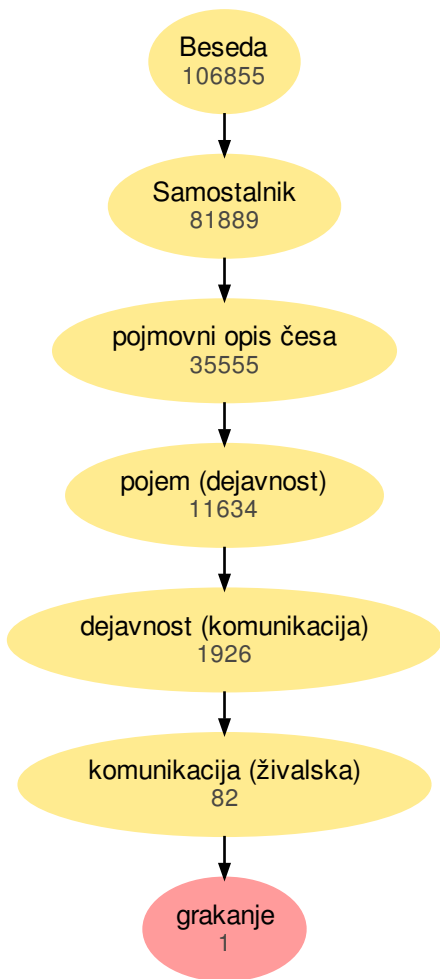 Beseda
106855
Samostalnik
81889
pojmovni opis česa
35555
pojem (dejavnost)
11634
dejavnost (komunikacija)
1926
komunikacija (živalska)
82
grakanje
1